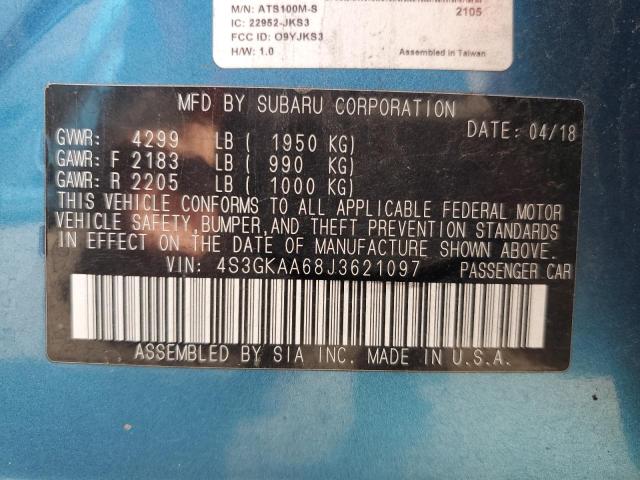 M/N: ATS100M-S
2105
IC: 22952-JKS3
FCC ID: O9YJKS3
H/W: 1.0
Assembled in Taiwan
MFD BY SUBARU CORPORATION
DATE: 04/18
GVWR: 4299 LB ( 1950 KG)
GAWR: F 2183 LB ( 990 KG)
GAWR: R 2205 LB ( 1000 KG)
THIS VEHICLE CONFORMS TO ALL APPLICABLE FEDERAL MOTOR
VEHICLE SAFETY, BUMPER, AND THEFT PREVENTION STANDARDS
IN EFFECT ON THE DATE OF MANUFACTURE SHOWN ABOVE.
VIN: 4S3GKAA68J3621097 PASSENGER CAR
ASSEMBLED BY SIA INC. MADE IN U.S.A.